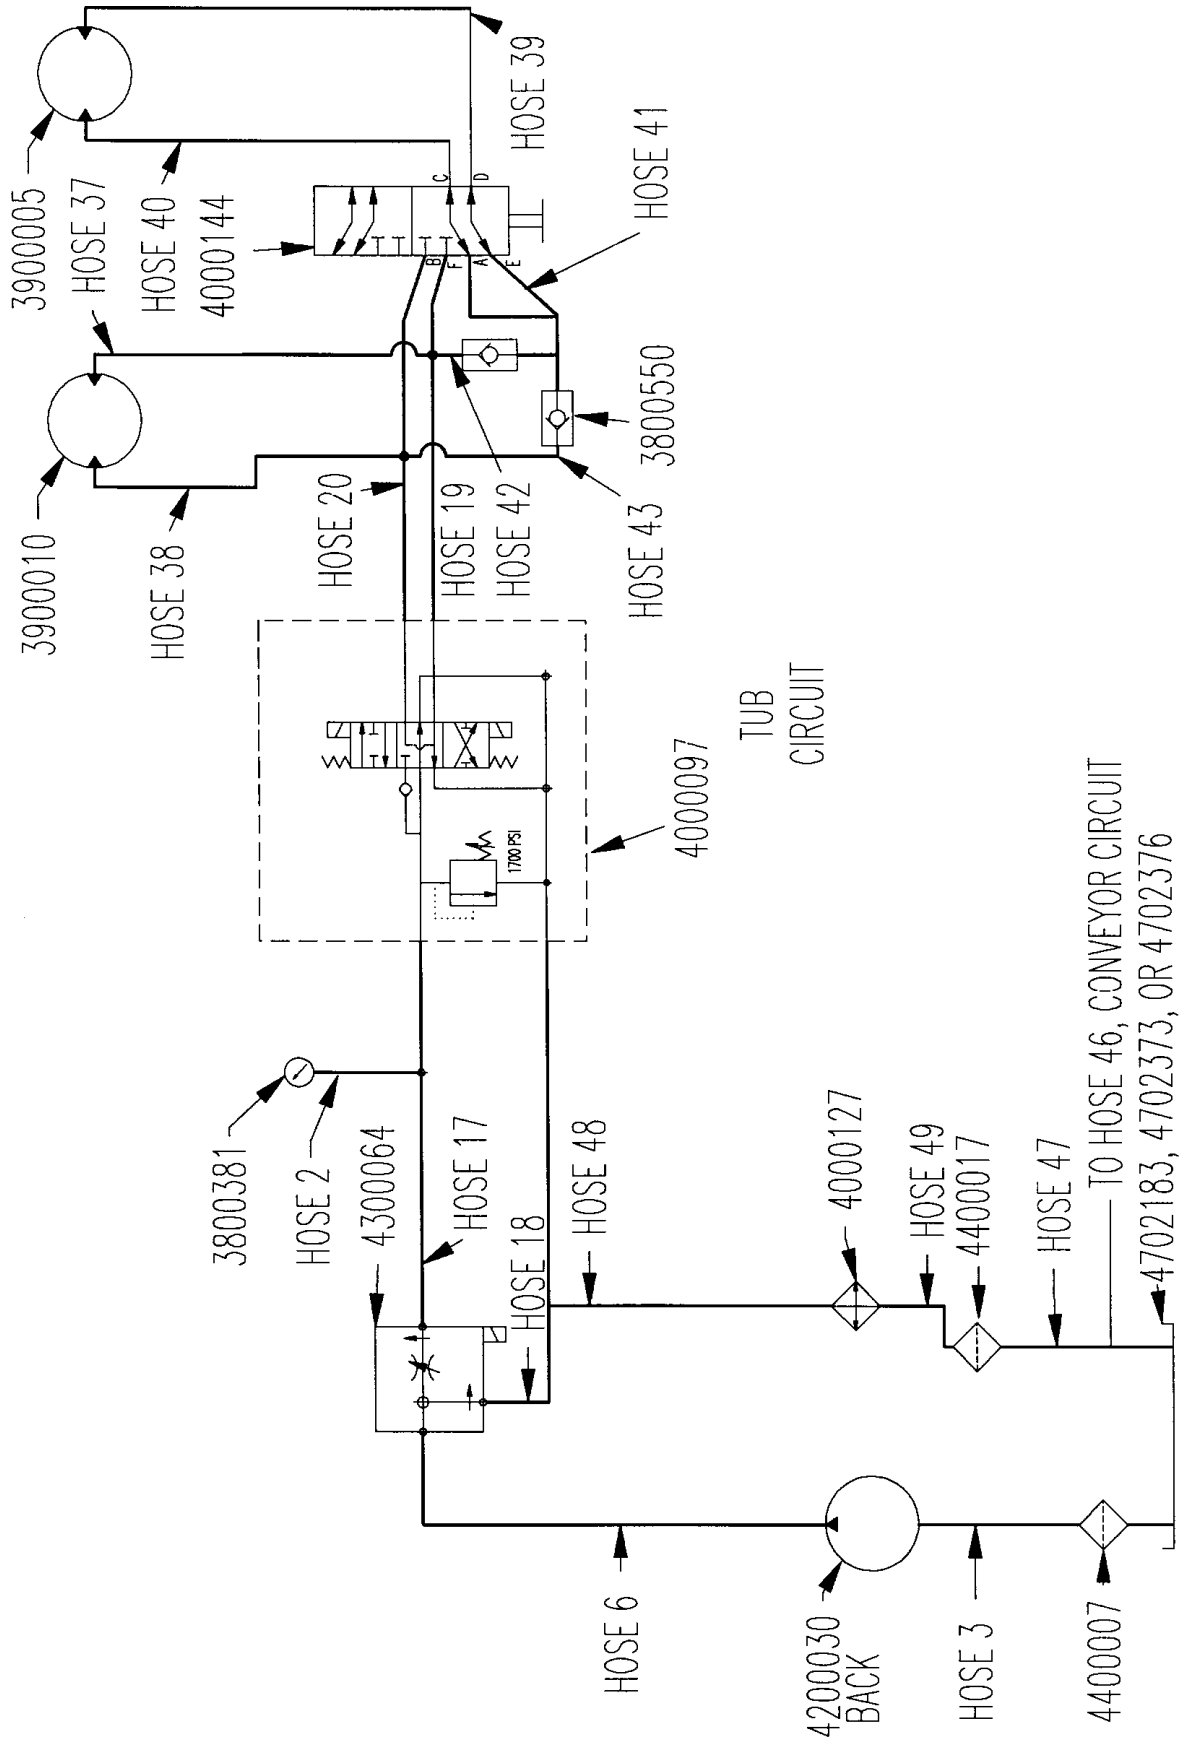 3900005
HOSE 37
HOSE 40
4000144
HOSE 39
HOSE 41
C
D
B
F
A
E
3900010
HOSE 38
HOSE 20
HOSE 19
HOSE 42
HOSE 43
3800550
1700 PSI
4000097
TUB
CIRCUIT
3800381
HOSE 2
4300064
HOSE 17
HOSE 18
HOSE 48
4000127
HOSE 49
4400017
HOSE 47
TO HOSE 46, CONVEYOR CIRCUIT
4702183, 4702373, OR 4702376
HOSE 6
4200030
BACK
HOSE 3
4400007